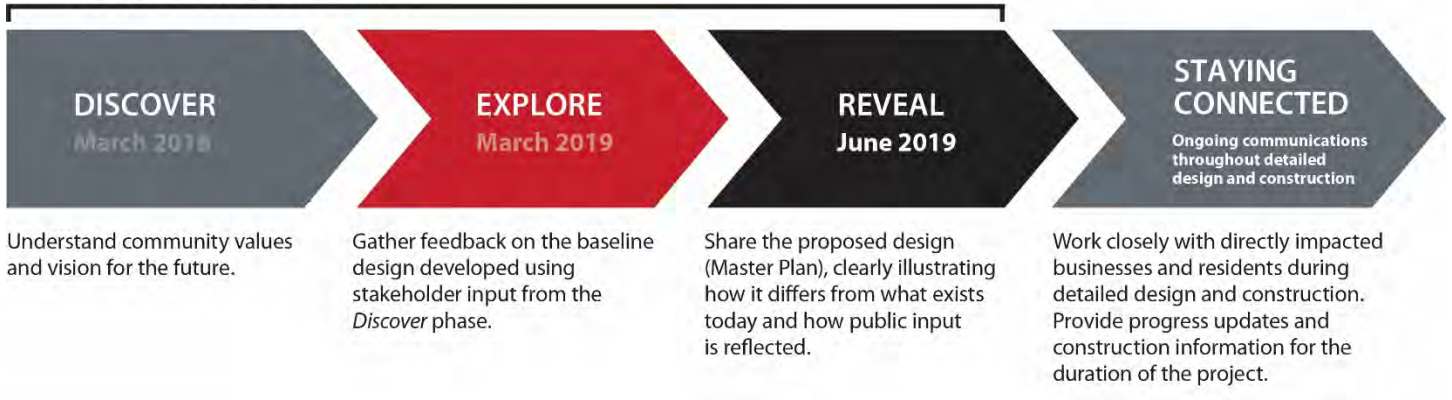 DISCOVER
March 2018
Understand community values
and vision for the future.
EXPLORE
March 2019
Gather feedback on the baseline
design developed using
stakeholder input from the
Discover phase.
REVEAL
June 2019
Share the proposed design
(Master Plan), clearly illustrating
how it differs from what exists
today and how public input
is reflected.
STAYING
CONNECTED
Ongoing communications
throughout detailed
design and construction
Work closely with directly impacted
businesses and residents during
detailed design and construction.
Provide progress updates and
construction information for the
duration of the project.